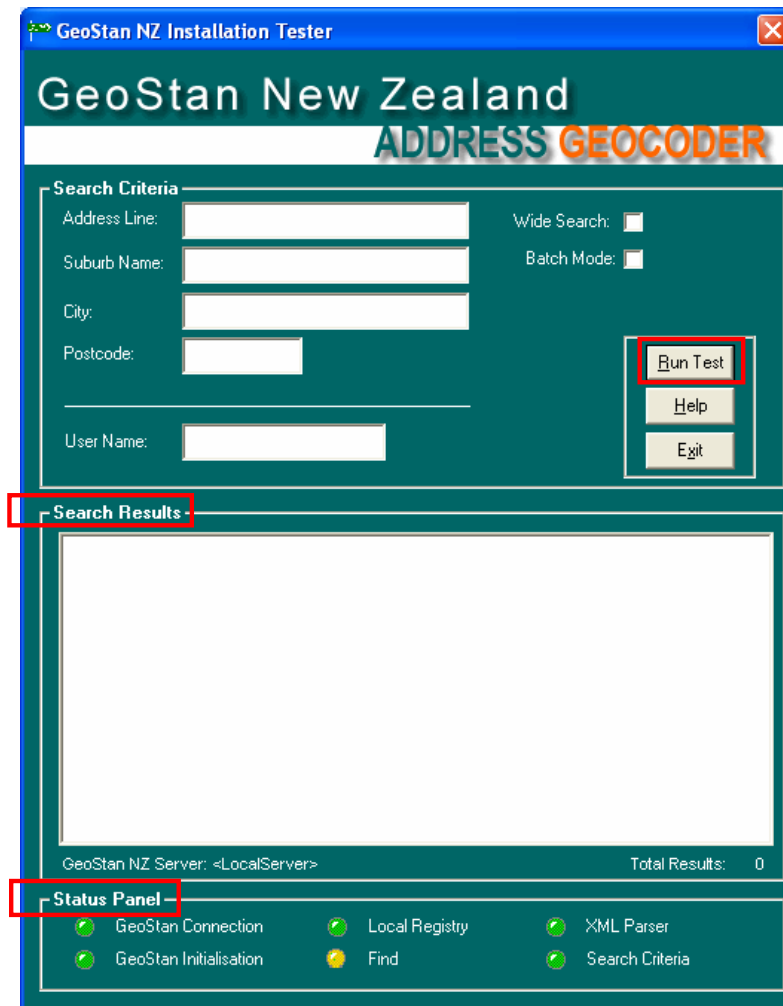 GeoStan NZ Installation Tester
GeoStan New Zealand
ADDRESS GEOCODER
Search Criteria
Address Line:
Wide Search:
Suburb Name:
Batch Mode:
City:
Postcode:
Run Test
Help
User Name:
Exit
Search Results
GeoStan NZ Server: <LocalServer> Total Results: 0
Status Panel
GeoStan Connection Local Registry XML Parser
GeoStan Initialisation Find Search Criteria